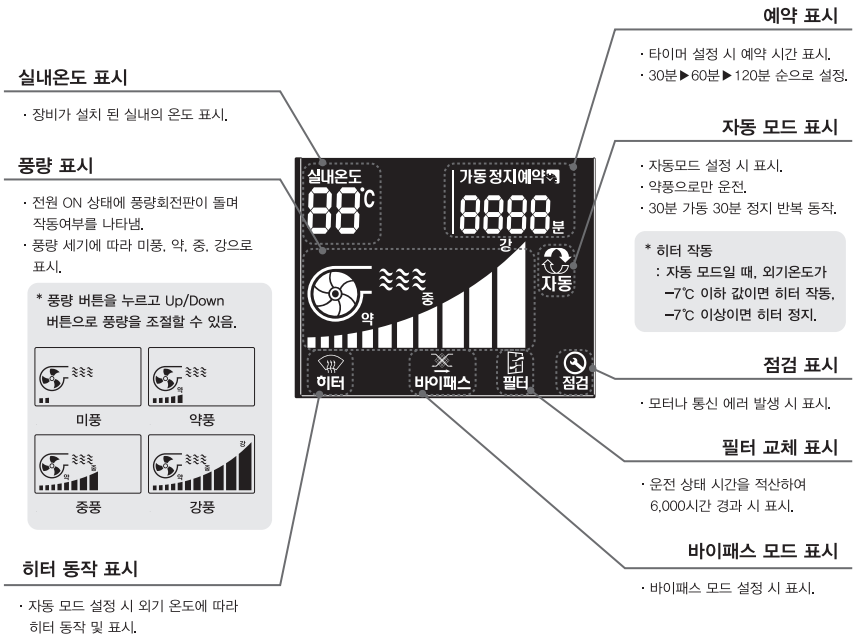 실내온도 표시
· 장비가 설치 된 실내의 온도 표시.
풍량 표시
· 전원 ON 상태에 풍량회전판이 돌며
작동여부를 나타냄.
· 풍량 세기에 따라 미풍, 약, 중, 강으로
표시.
* 풍량 버튼을 누르고 Up/Down
버튼으로 풍량을 조절할 수 있음.
미풍
약
약풍
약
중
중풍
약
중
강
강풍
히터 동작 표시
· 자동 모드 설정 시 외기 온도에 따라
히터 동작 및 표시.
실내온도
88℃
가동 정지예약
8888분
약
중
강
자동
히터
바이패스
필터
점검
예약 표시
· 타이머 설정 시 예약 시간 표시.
· 30분▶60분▶120분 순으로 설정.
자동 모드 표시
· 자동모드 설정 시 표시.
· 약풍으로만 운전.
· 30분 가동 30분 정지 반복 동작.
* 히터 작동
: 자동 모드일 때, 외기온도가
-7℃ 이하 값이면 히터 작동,
-7℃ 이상이면 히터 정지.
점검 표시
· 모터나 통신 에러 발생 시 표시.
필터 교체 표시
· 운전 상태 시간을 적산하여
6,000시간 경과 시 표시.
바이패스 모드 표시
· 바이패스 모드 설정 시 표시.